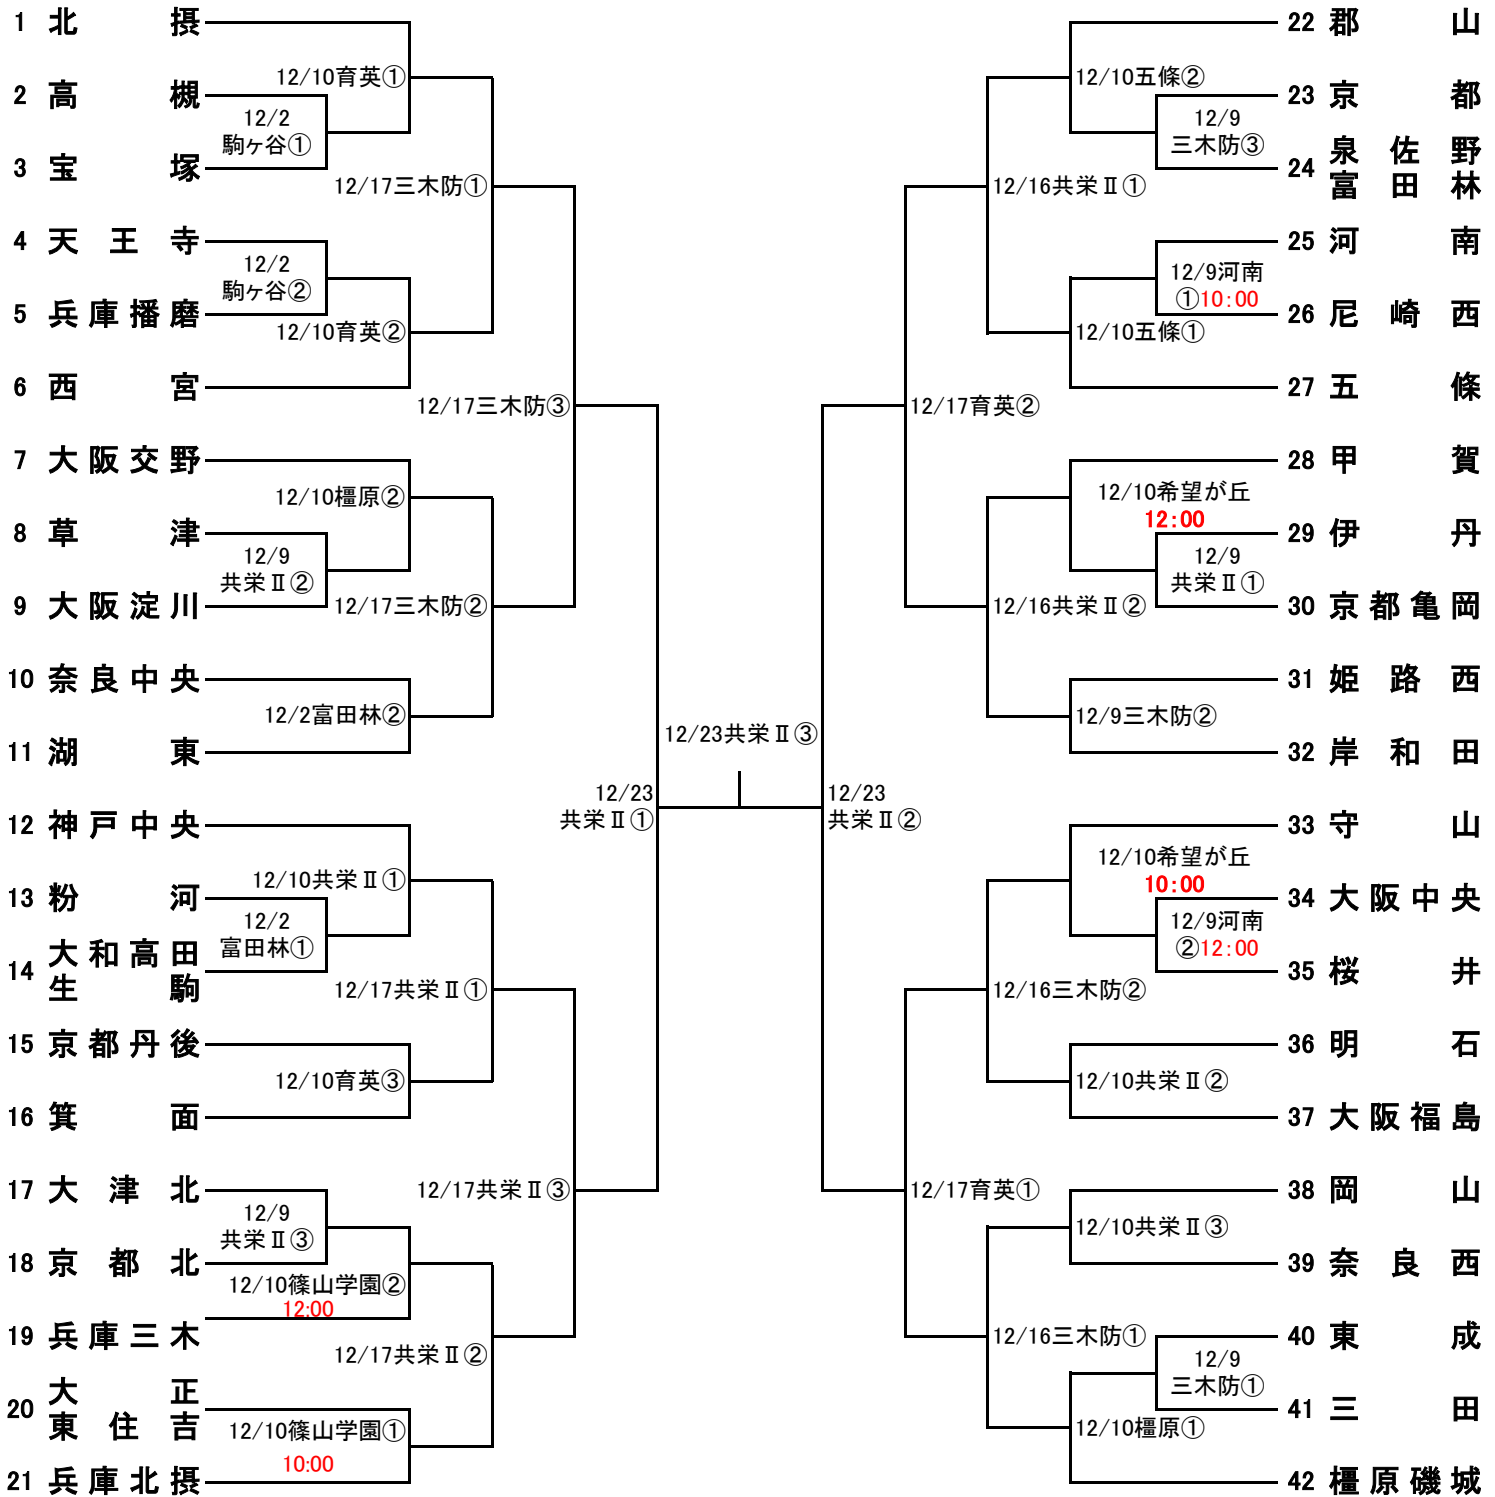 1 北摂
12/10育英①
2 高槻
12/2
駒ヶ谷①
3 宝塚
12/17三木防①
4 天王寺
12/2
駒ヶ谷②
5 兵庫播磨
12/10育英②
6 西宮
12/17三木防③
7 大阪交野
12/10橿原②
8 草津
12/9
共栄Ⅱ②
9 大阪淀川
12/17三木防②
10 奈良中央
12/2富田林②
11 湖東
12/23
共栄Ⅱ①
12 神戸中央
12/10共栄Ⅱ①
13 粉河
12/2
富田林①
14 大和高田
生駒
12/17共栄Ⅱ①
15 京都丹後
12/10育英③
16 箕面
17 大津北
12/17共栄Ⅱ③
12/9
共栄Ⅱ③
18 京都北
12/10篠山学園②
12:00
19 兵庫三木
12/17共栄Ⅱ②
20 大正
東住吉
12/10篠山学園①
10:00
21 兵庫北摂
12/23共栄Ⅱ③
22 郡山
12/10五條②
23 京都
12/9
三木防③
24 泉佐野
富田林
12/16共栄Ⅱ①
25 河南
12/9河南
①10:00
26 尼崎西
12/10五條①
27 五條
12/17育英②
28 甲賀
12/10希望が丘
12:00
29 伊丹
12/9
共栄Ⅱ①
30 京都亀岡
12/16共栄Ⅱ②
31 姫路西
12/9三木防②
32 岸和田
12/23
共栄Ⅱ②
33 守山
12/10希望が丘
10:00
34 大阪中央
12/9河南
②12:00
35 桜井
12/16三木防②
36 明石
12/10共栄Ⅱ②
37 大阪福島
12/17育英①
38 岡山
12/10共栄Ⅱ③
39 奈良西
12/16三木防①
40 東成
12/9
三木防①
41 三田
12/10橿原①
42 橿原磯城